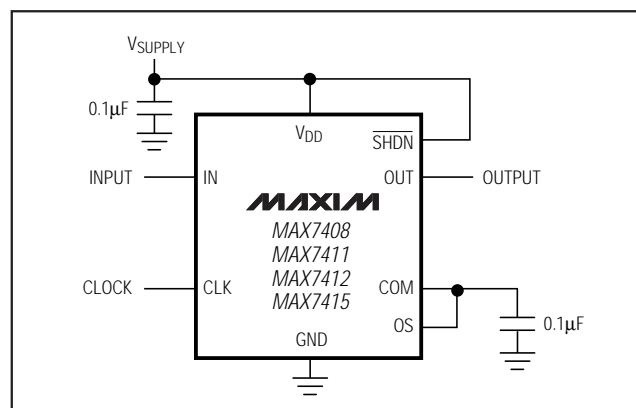 VSUPPLY
0.1µF
VDD
SHDN
INPUT
IN
OUT
OUTPUT
MAXIM
MAX7408
MAX7411
MAX7412
MAX7415
CLOCK
CLK
COM
OS
0.1µF
GND